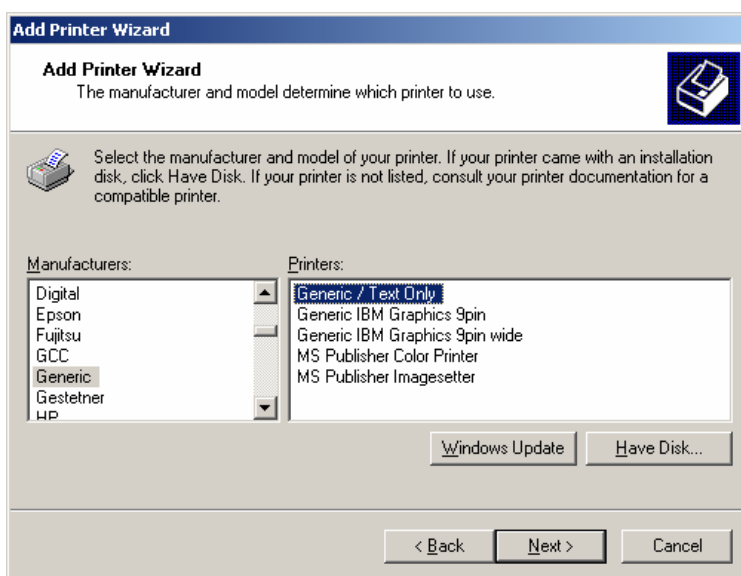 Add Printer Wizard
Add Printer Wizard
The manufacturer and model determine which printer to use.
Select the manufacturer and model of your printer. If your printer came with an installation
disk, click Have Disk. If your printer is not listed, consult your printer documentation for a
compatible printer.
Manufacturers:
Digital
Epson
Fujitsu
GCC
Generic
Gestetner
HP
Printers:
Generic / Text Only
Generic IBM Graphics 9pin
Generic IBM Graphics 9pin wide
MS Publisher Color Printer
MS Publisher Imagesetter
Windows Update
Have Disk...
< Back
Next >
Cancel